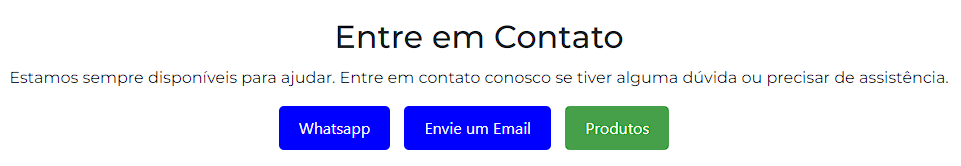 Entre em Contato
Estamos sempre disponíveis para ajudar. Entre em contato conosco se tiver alguma dúvida ou precisar de assistência.
Whatsapp Envie um Email Produtos